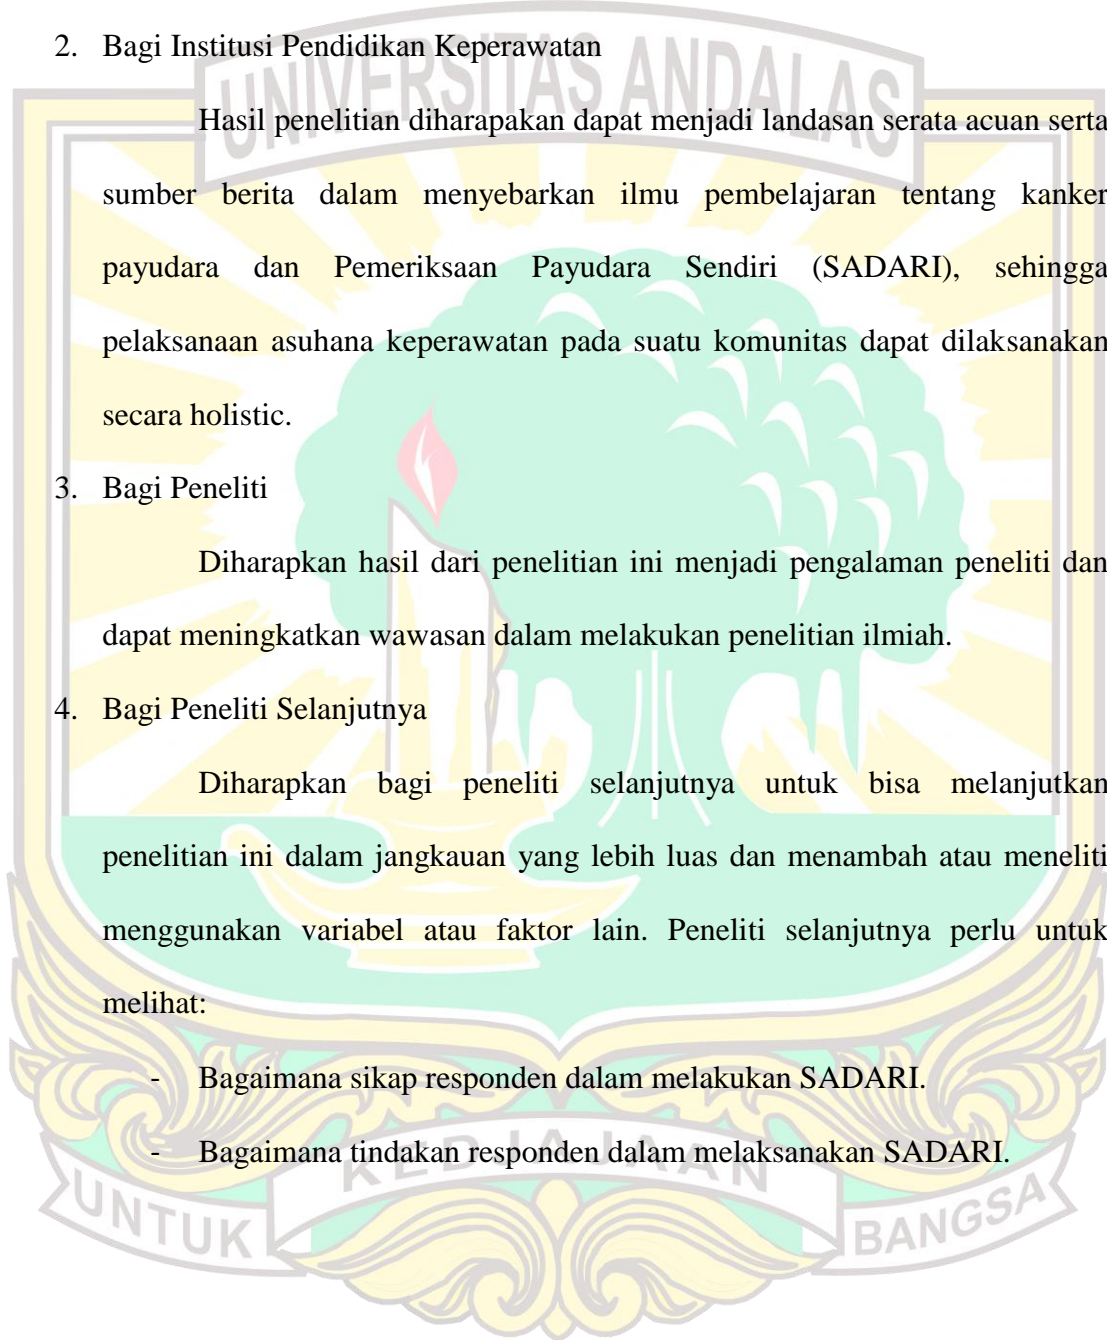 UNIVERSITAS ANDALAS
2. Bagi Institusi Pendidikan Keperawatan
Hasil penelitian diharapakan dapat menjadi landasan serata acuan serta
sumber berita dalam menyebarkan ilmu pembelajaran tentang kanker
payudara dan Pemeriksaan Payudara Sendiri (SADARI), sehingga
pelaksanaan asuhana keperawatan pada suatu komunitas dapat dilaksanakan
secara holistic.
3. Bagi Peneliti
Diharapkan hasil dari penelitian ini menjadi pengalaman peneliti dan
dapat meningkatkan wawasan dalam melakukan penelitian ilmiah.
4. Bagi Peneliti Selanjutnya
Diharapkan bagi peneliti selanjutnya untuk bisa melanjutkan
penelitian ini dalam jangkauan yang lebih luas dan menambah atau meneliti
menggunakan variabel atau faktor lain. Peneliti selanjutnya perlu untuk
melihat:
- Bagaimana sikap responden dalam melakukan SADARI.
- Bagaimana tindakan responden dalam melaksanakan SADARI.
UNTUK KEDJAJAAN BANGSA